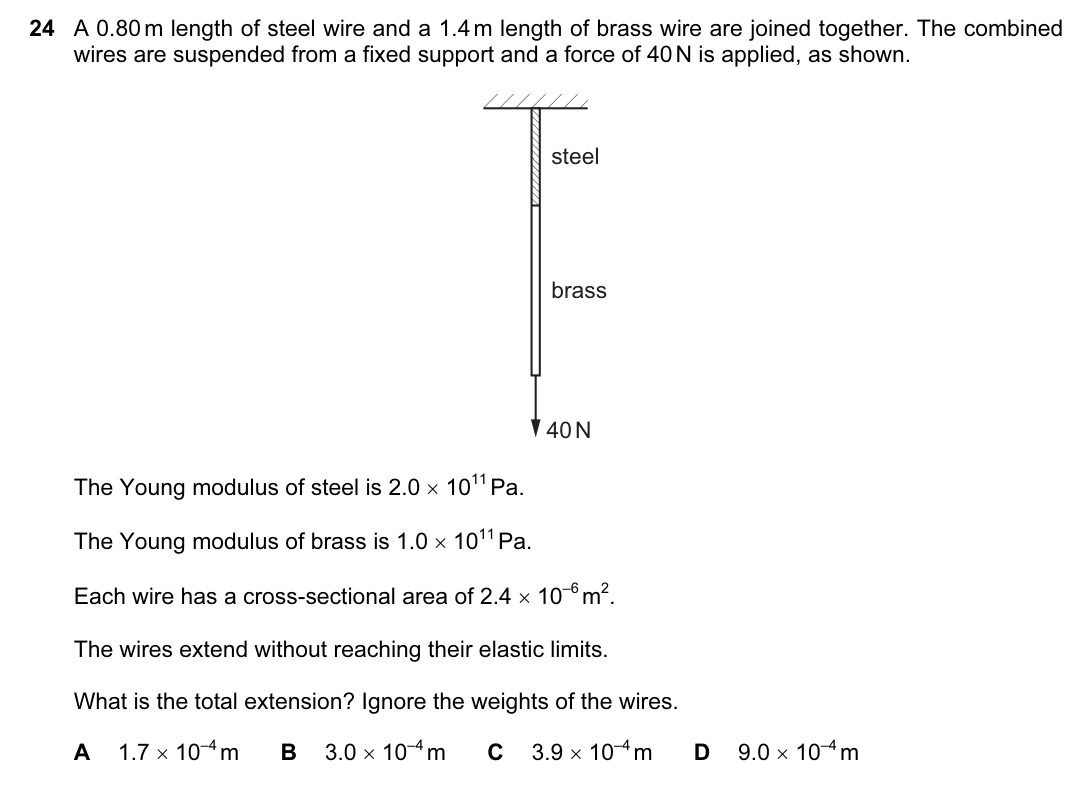 24 A 0.80 m length of steel wire and a 1.4 m length of brass wire are joined together. The combined
wires are suspended from a fixed support and a force of 40 N is applied, as shown.
steel
brass
40 N
The Young modulus of steel is 2.0 × 10¹¹ Pa.
The Young modulus of brass is 1.0 × 10¹¹ Pa.
Each wire has a cross-sectional area of 2.4 × 10⁻⁶ m².
The wires extend without reaching their elastic limits.
What is the total extension? Ignore the weights of the wires.
A 1.7 × 10⁻⁴ m B 3.0 × 10⁻⁴ m C 3.9 × 10⁻⁴ m D 9.0 × 10⁻⁴ m